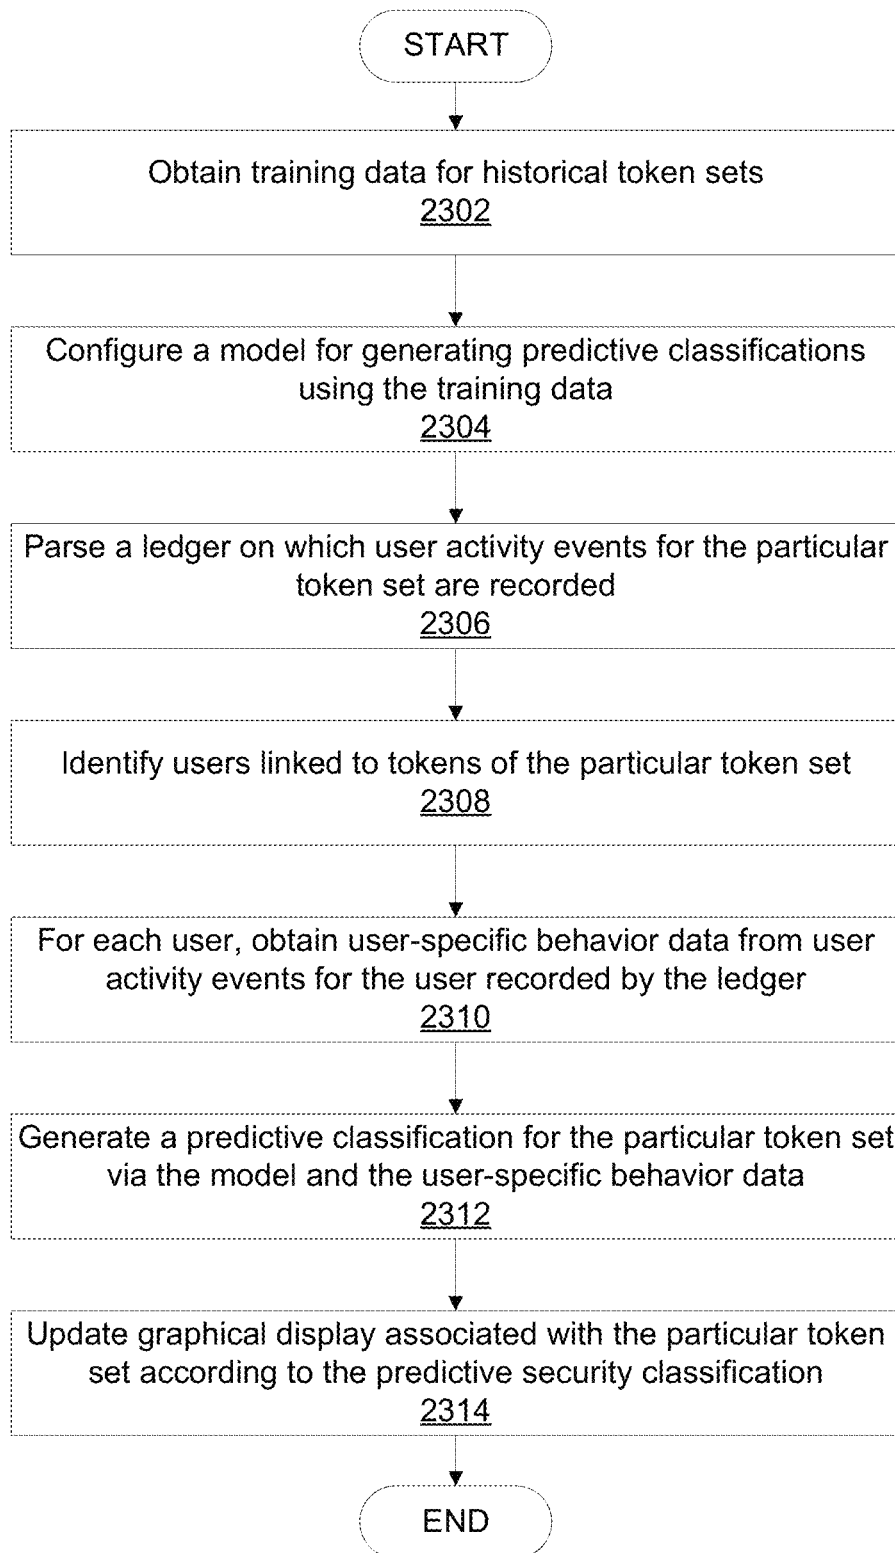 START
Obtain training data for historical token sets
2302
Configure a model for generating predictive classifications
using the training data
2304
Parse a ledger on which user activity events for the particular
token set are recorded
2306
Identify users linked to tokens of the particular token set
2308
For each user, obtain user-specific behavior data from user
activity events for the user recorded by the ledger
2310
Generate a predictive classification for the particular token set
via the model and the user-specific behavior data
2312
Update graphical display associated with the particular token
set according to the predictive security classification
2314
END